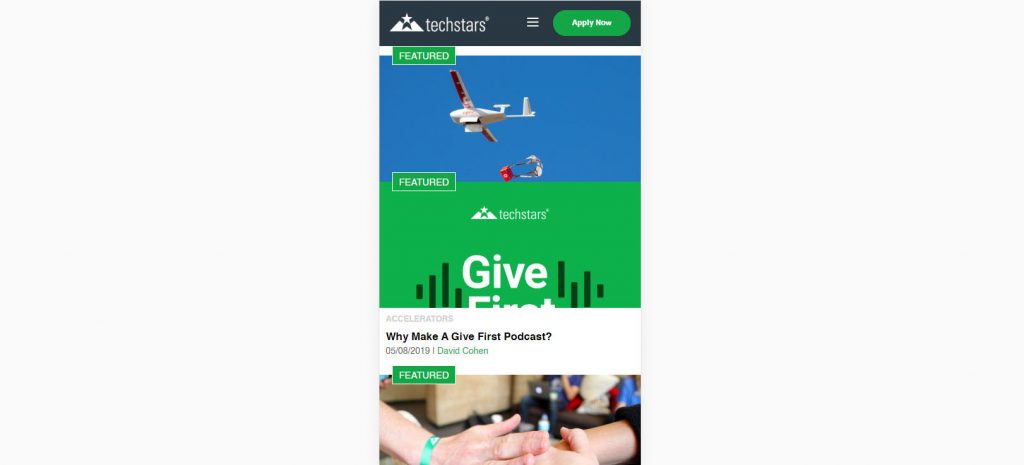 techstars®
Apply Now
FEATURED
FEATURED
techstars®
Give
First
ACCELERATORS
Why Make A Give First Podcast?
05/08/2019 | David Cohen
FEATURED